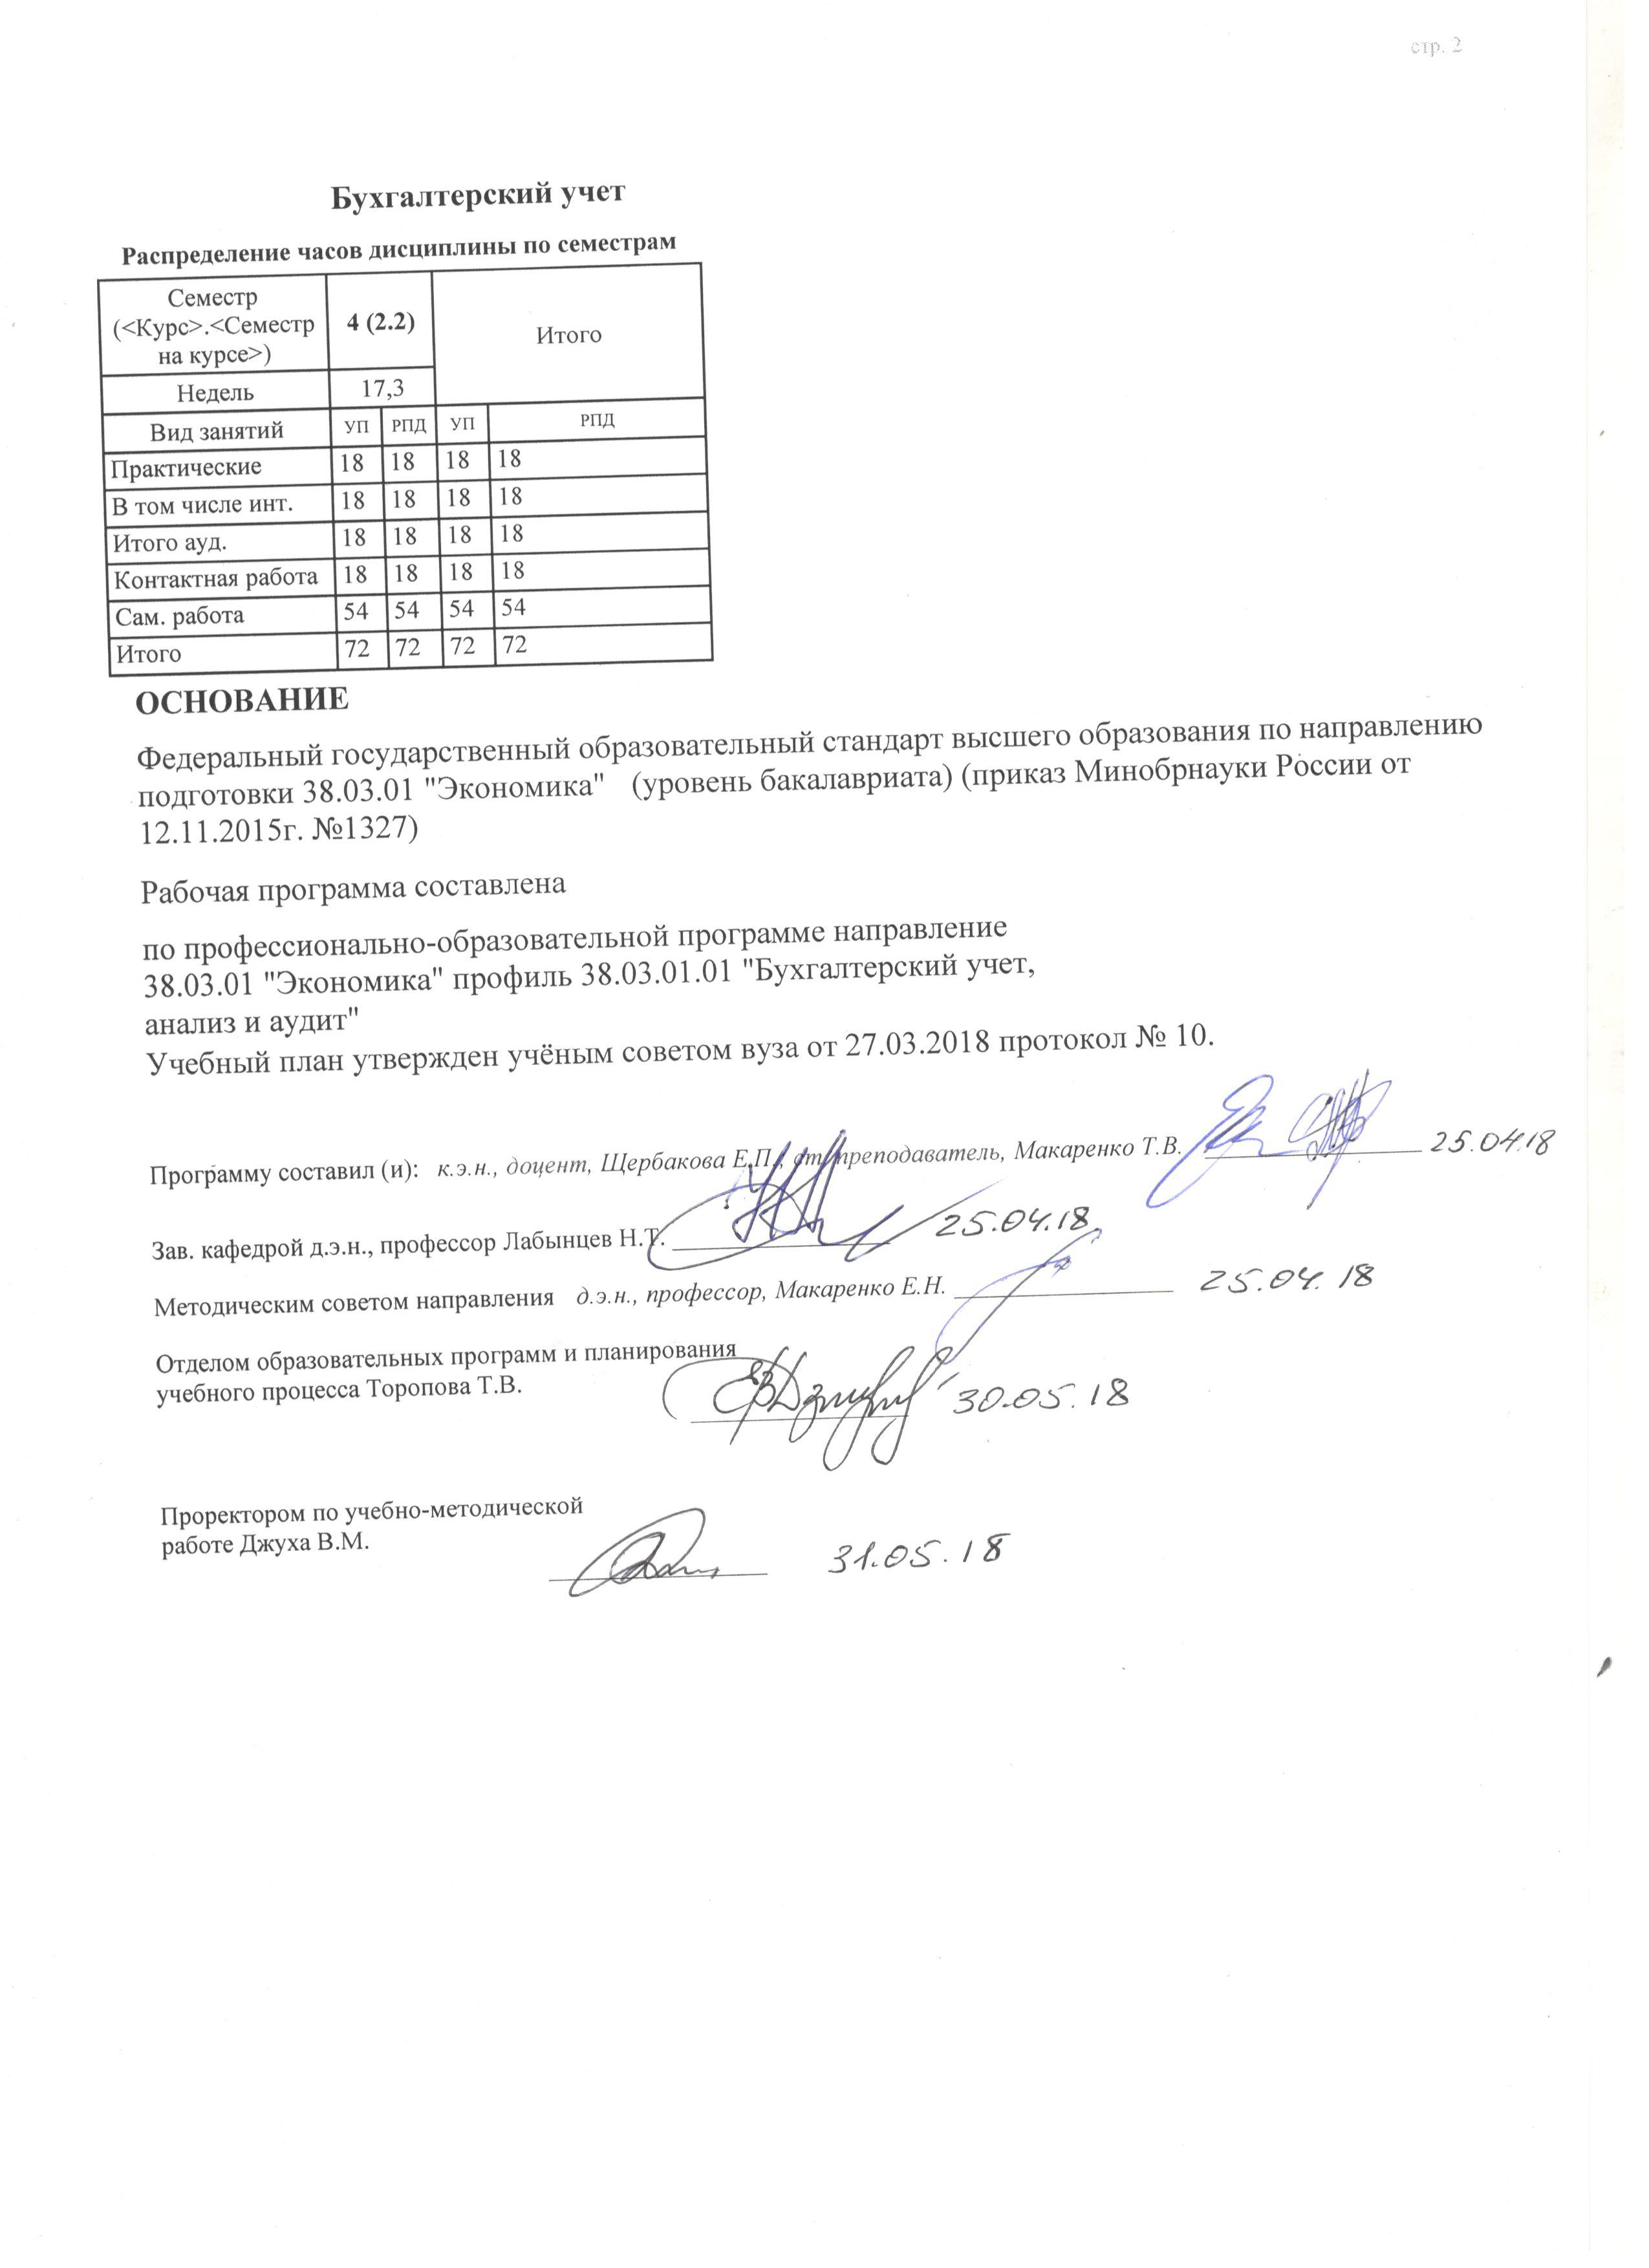 стр. 2
Бухгалтерский учет
Распределение часов дисциплины по семестрам
Семестр
(<Курс>.<Семестр
на курсе>)
4 (2.2)
Итого
Недель 17,3
Вид занятий УП РПД УП РПД
Практические 18 18 18 18
В том числе инт. 18 18 18 18
Итого ауд. 18 18 18 18
Контактная работа 18 18 18 18
Сам. работа 54 54 54 54
Итого 72 72 72 72
ОСНОВАНИЕ
Федеральный государственный образовательный стандарт высшего образования по направлению
подготовки 38.03.01 "Экономика" (уровень бакалавриата) (приказ Минобрнауки России от
12.11.2015г. №1327)
Рабочая программа составлена
по профессионально-образовательной программе направление
38.03.01 "Экономика" профиль 38.03.01.01 "Бухгалтерский учет,
анализ и аудит"
Учебный план утвержден учёным советом вуза от 27.03.2018 протокол № 10.
Программу составил (и): к.э.н., доцент, Щербакова Е.П., ст. преподаватель, Макаренко Т.В. 25.04.18
Зав. кафедрой д.э.н., профессор Лабынцев Н.Т. 25.04.18
Методическим советом направления д.э.н., профессор, Макаренко Е.Н. 25.04.18
Отделом образовательных программ и планирования
учебного процесса Торопова Т.В. 30.05.18
Проректором по учебно-методической
работе Джуха В.М. 31.05.18